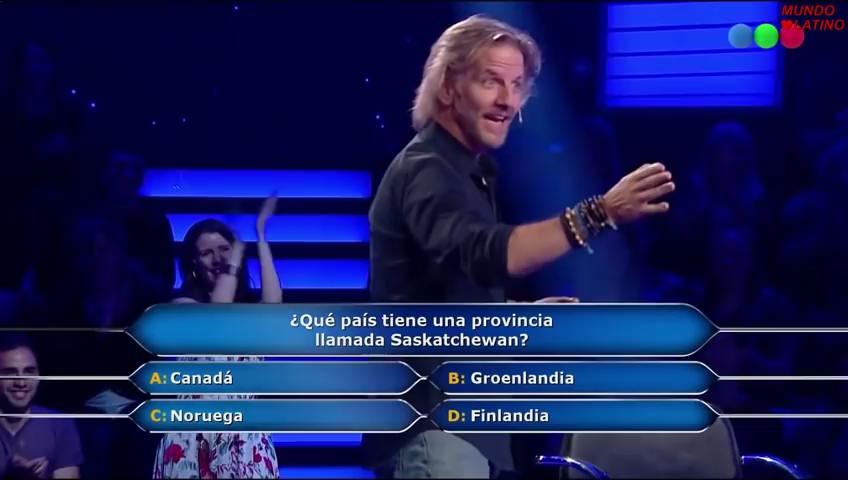 MUNDO
LATINO
¿Qué país tiene una provincia
llamada Saskatchewan?
A: Canadá
B: Groenlandia
C: Noruega
D: Finlandia